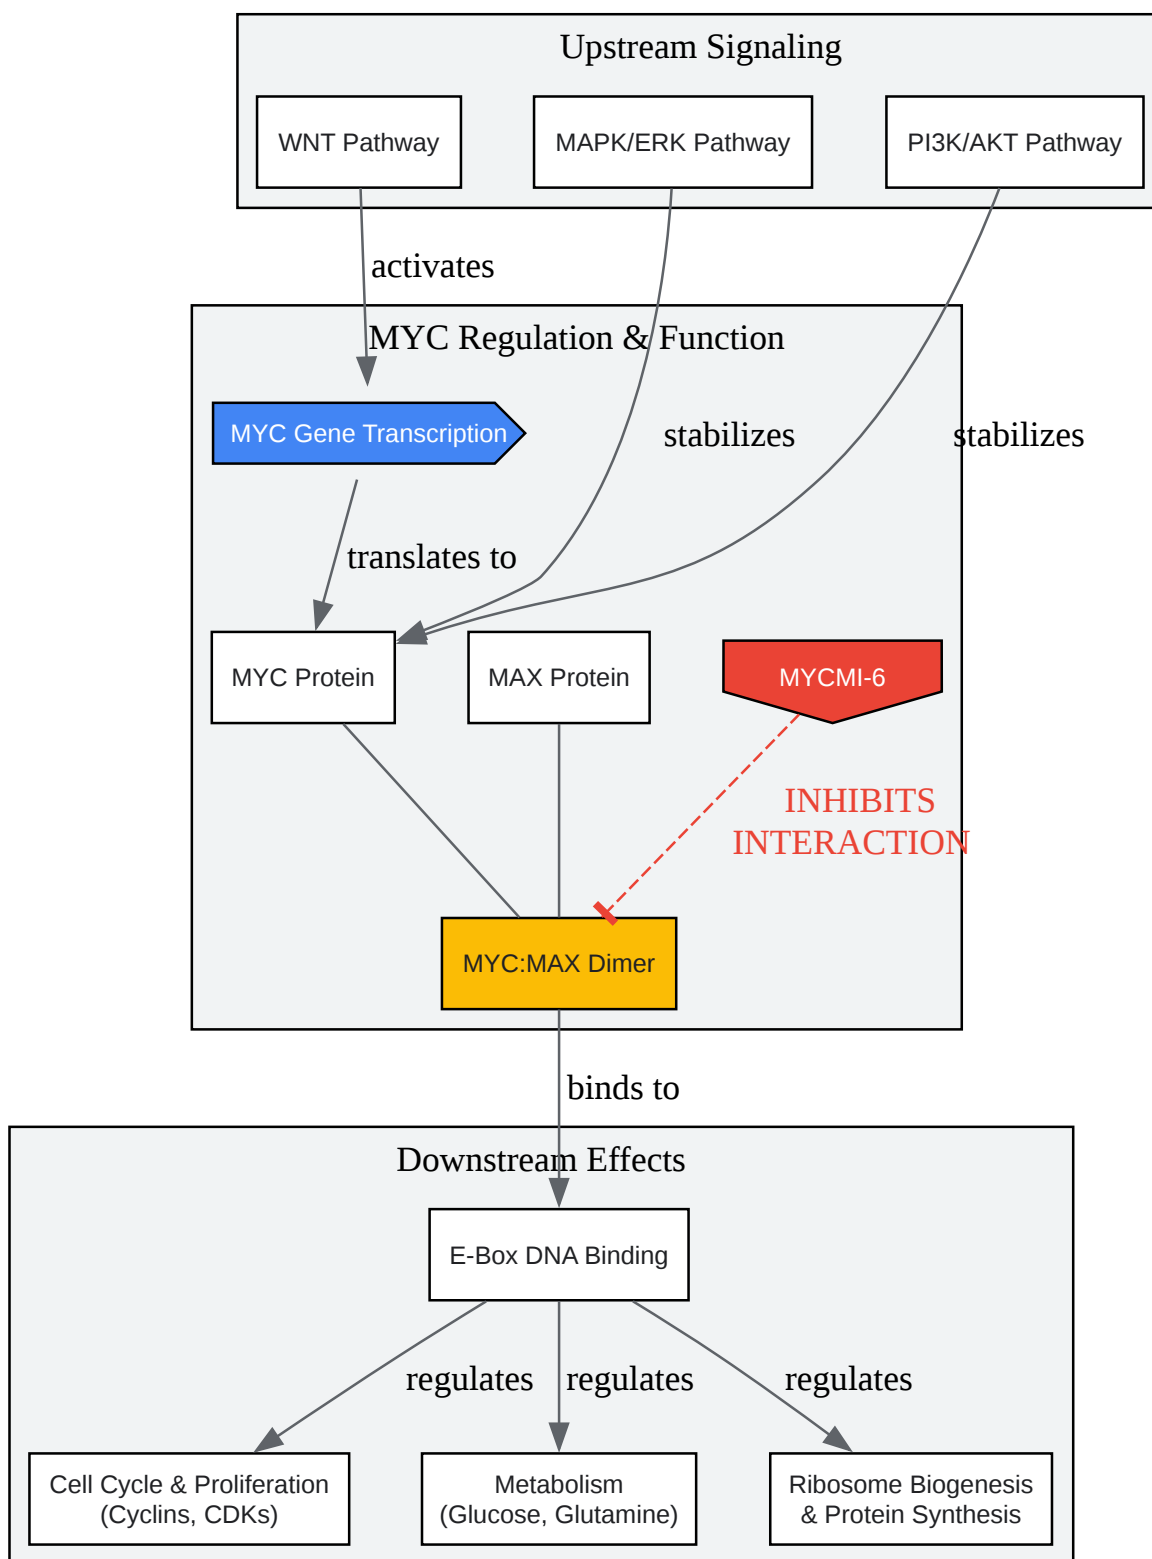 Upstream Signaling
WNT Pathway
MAPK/ERK Pathway
PI3K/AKT Pathway
activates
MYC Regulation & Function
MYC Gene Transcription
stabilizes
stabilizes
translates to
MYC Protein
MAX Protein
MYCMI-6
INHIBITS
INTERACTION
MYC:MAX Dimer
binds to
Downstream Effects
E-Box DNA Binding
regulates
regulates
regulates
Cell Cycle & Proliferation
(Cyclins, CDKs)
Metabolism
(Glucose, Glutamine)
Ribosome Biogenesis
& Protein Synthesis